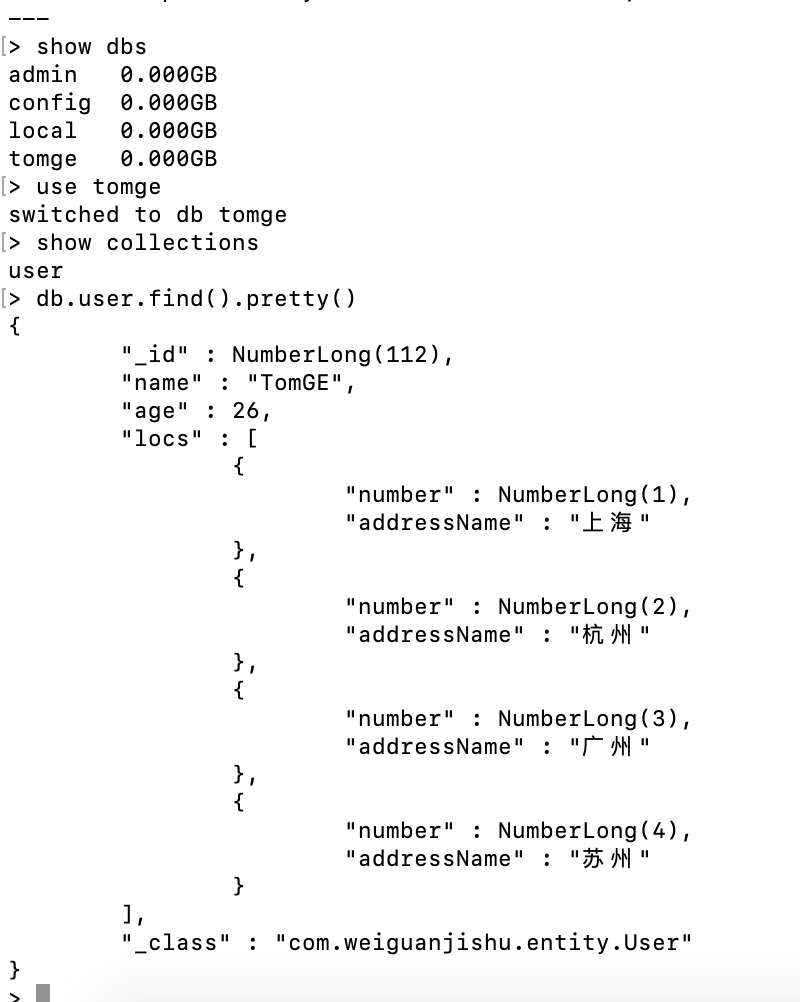 ---
> show dbs
admin   0.000GB
config  0.000GB
local   0.000GB
tomge   0.000GB
> use tomge
switched to db tomge
> show collections
user
> db.user.find().pretty()
{
        "_id" : NumberLong(112),
        "name" : "TomGE",
        "age" : 26,
        "locs" : [
                {
                        "number" : NumberLong(1),
                        "addressName" : "上海"
                },
                {
                        "number" : NumberLong(2),
                        "addressName" : "杭州"
                },
                {
                        "number" : NumberLong(3),
                        "addressName" : "广州"
                },
                {
                        "number" : NumberLong(4),
                        "addressName" : "苏州"
                }
        ],
        "_class" : "com.weiguanjishu.entity.User"
}
>